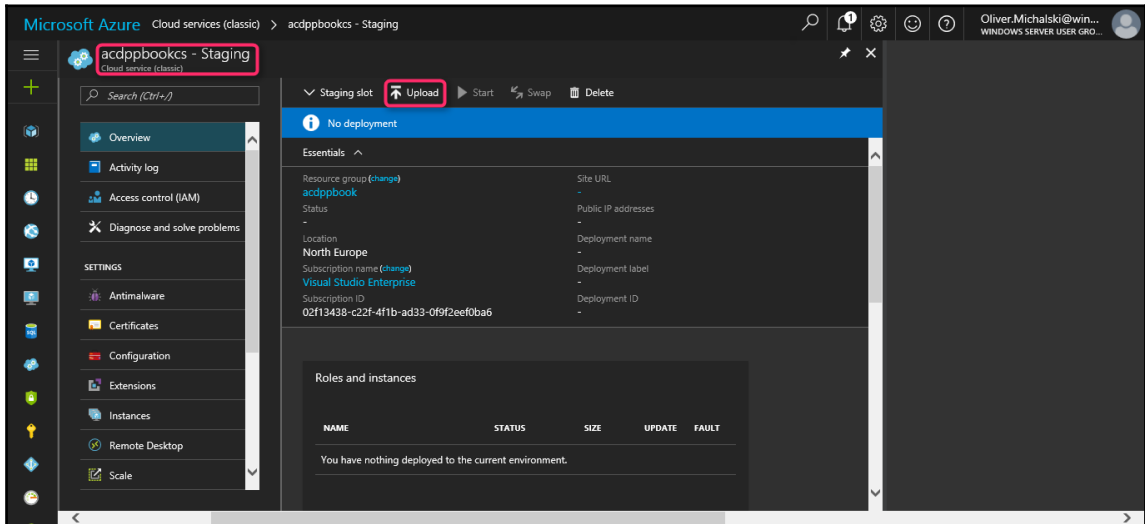 Microsoft Azure Cloud services (classic) > acdppbookcs - Staging
1
Oliver.Michalski@win...
WINDOWS SERVER USER GRO...
acdppbookcs - Staging
Cloud service (classic)
Search (Ctrl+/)
Overview
Activity log
Access control (IAM)
Diagnose and solve problems
SETTINGS
Antimalware
Certificates
Configuration
Extensions
Instances
Remote Desktop
Scale
Staging slot Upload Start Swap Delete
No deployment
Essentials
Resource group (change)
acdppbook
Status
-
Location
North Europe
Subscription name (change)
Visual Studio Enterprise
Subscription ID
02f13438-c22f-4f1b-ad33-0f9f2eef0ba6
Site URL
-
Public IP addresses
-
Deployment name
-
Deployment label
-
Deployment ID
-
Roles and instances
NAME STATUS SIZE UPDATE FAULT
You have nothing deployed to the current environment.